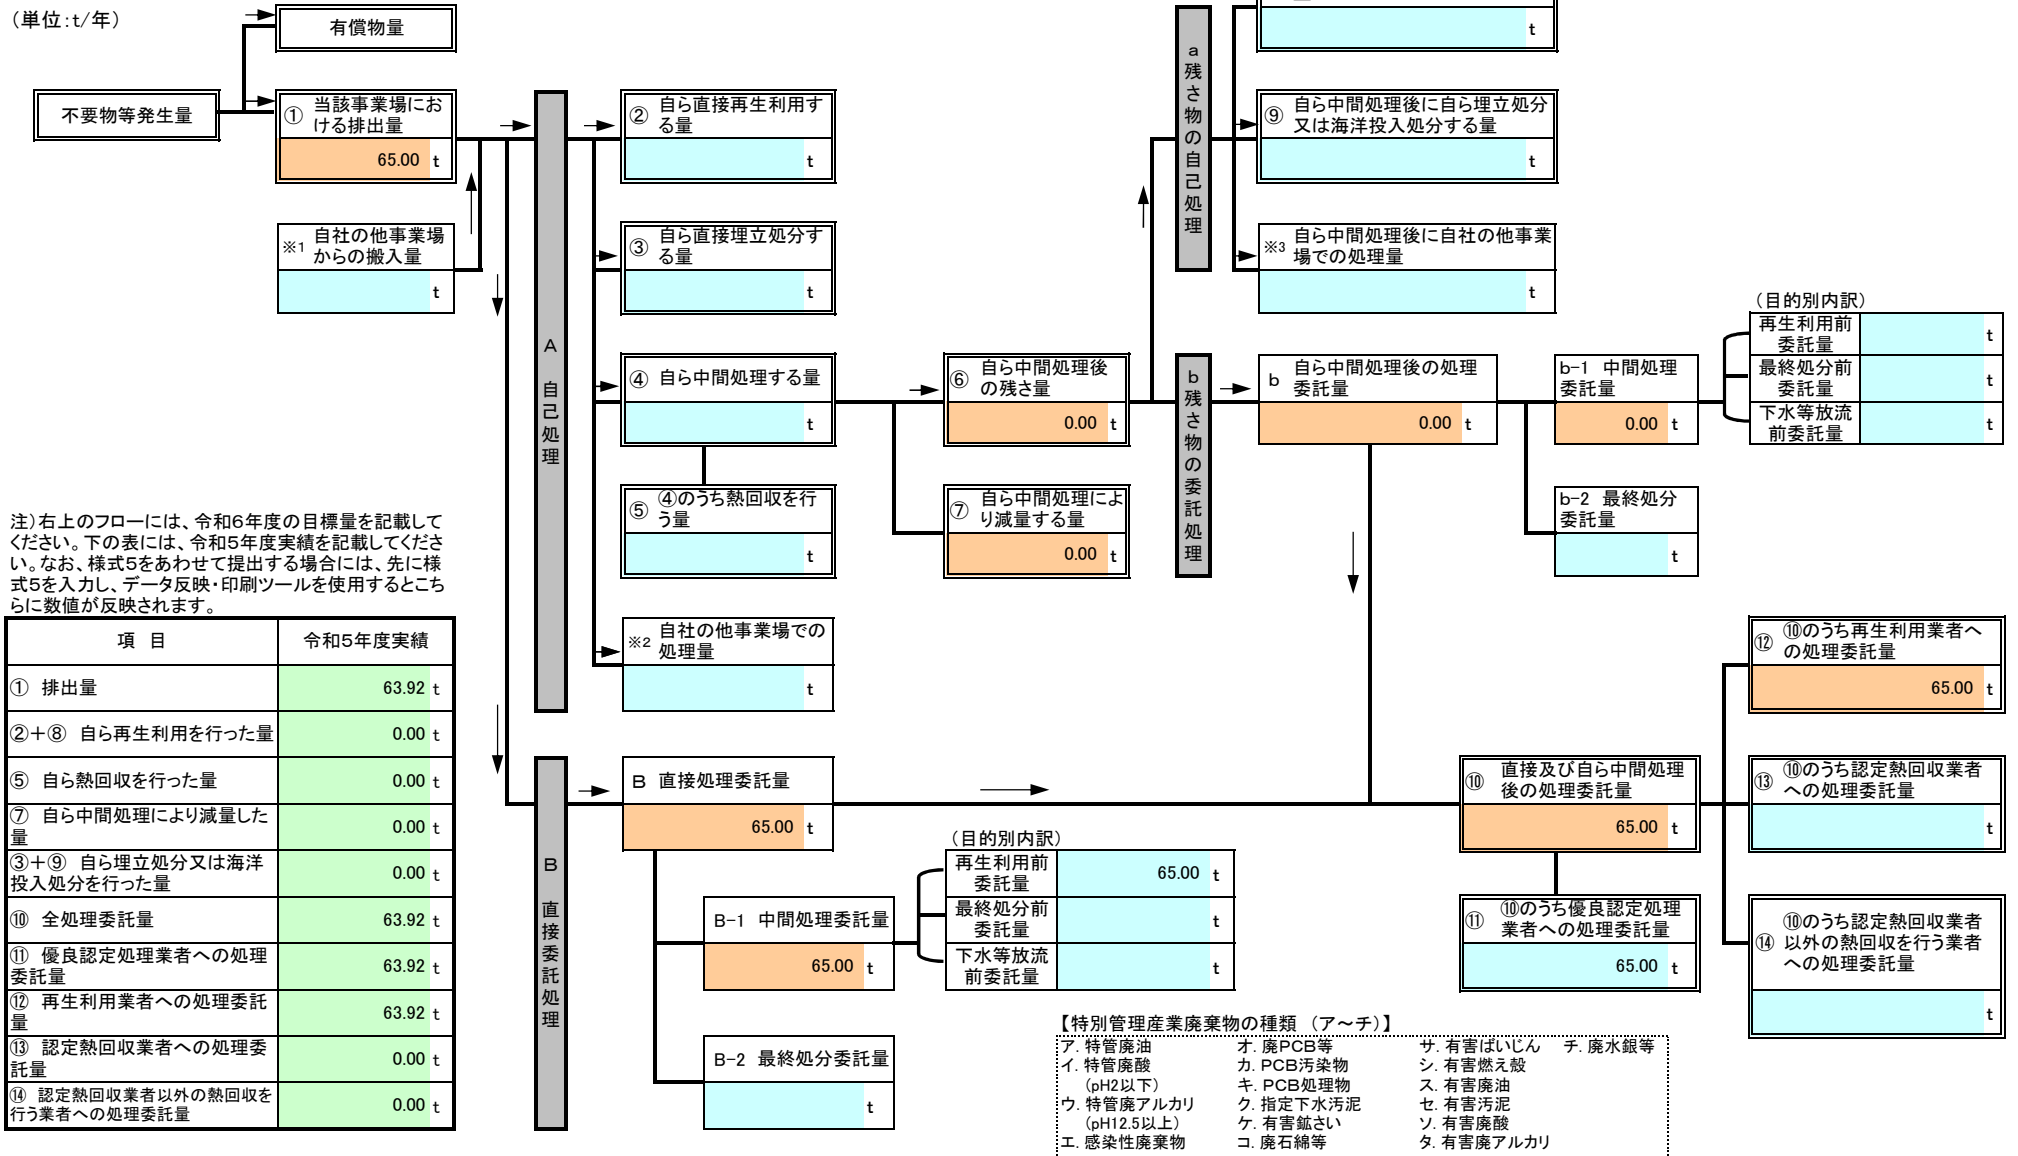 （単位：t/年）
有償物量
不要物等発生量
① 当該事業場にお
ける排出量
65.00 t
※1 自社の他事業場
からの搬入量
t
A 自己処理
② 自ら直接再生利用す
る量
t
③ 自ら直接埋立処分す
る量
t
④ 自ら中間処理する量
t
⑤ ④のうち熱回収を行
う量
t
※2 自社の他事業場での
処理量
t
⑥ 自ら中間処理後
の残さ量
0.00 t
⑦ 自ら中間処理によ
り減量する量
0.00 t
a 残さ物の自己処理
t
⑨ 自ら中間処理後に自ら埋立処分
又は海洋投入処分する量
t
※3 自ら中間処理後に自社の他事業
場での処理量
t
b 残さ物の委託処理
b 自ら中間処理後の処理
委託量
0.00 t
b-1 中間処理
委託量
0.00 t
b-2 最終処分
委託量
t
（目的別内訳）
再生利用前
委託量
t
最終処分前
委託量
t
下水等放流
前委託量
t
注）右上のフローには、令和6年度の目標量を記載して
ください。下の表には、令和5年度実績を記載してくださ
い。なお、様式5をあわせて提出する場合には、先に様
式5を入力し、データ反映・印刷ツールを使用するとこち
らに数値が反映されます。
項 目 令和5年度実績
① 排出量 63.92 t
②＋⑧ 自ら再生利用を行った量 0.00 t
⑤ 自ら熱回収を行った量 0.00 t
⑦ 自ら中間処理により減量した
量 0.00 t
③＋⑨ 自ら埋立処分又は海洋
投入処分を行った量 0.00 t
⑩ 全処理委託量 63.92 t
⑪ 優良認定処理業者への処理
委託量 63.92 t
⑫ 再生利用業者への処理委託
量 63.92 t
⑬ 認定熱回収業者への処理委
託量 0.00 t
⑭ 認定熱回収業者以外の熱回収を
行う業者への処理委託量 0.00 t
B 直接委託処理
B 直接処理委託量
65.00 t
B-1 中間処理委託量
65.00 t
B-2 最終処分委託量
t
（目的別内訳）
再生利用前
委託量
65.00 t
最終処分前
委託量
t
下水等放流
前委託量
t
⑩ 直接及び自ら中間処理
後の処理委託量
65.00 t
⑪ ⑩のうち優良認定処理
業者への処理委託量
65.00 t
⑫ ⑩のうち再生利用業者へ
の処理委託量
65.00 t
⑬ ⑩のうち認定熱回収業者
への処理委託量
t
⑭ ⑩のうち認定熱回収業者
以外の熱回収を行う業者
への処理委託量
t
【特別管理産業廃棄物の種類 （ア～チ）】
ア. 特管廃油 オ. 廃PCB等 サ. 有害ばいじん チ. 廃水銀等
イ. 特管廃酸 カ. PCB汚染物 シ. 有害燃え殻
（pH2以下） キ. PCB処理物 ス. 有害廃油
ウ. 特管廃アルカリ ク. 指定下水汚泥 セ. 有害汚泥
（pH12.5以上） ケ. 有害鉱さい ソ. 有害廃酸
エ. 感染性廃棄物 コ. 廃石綿等 タ. 有害廃アルカリ